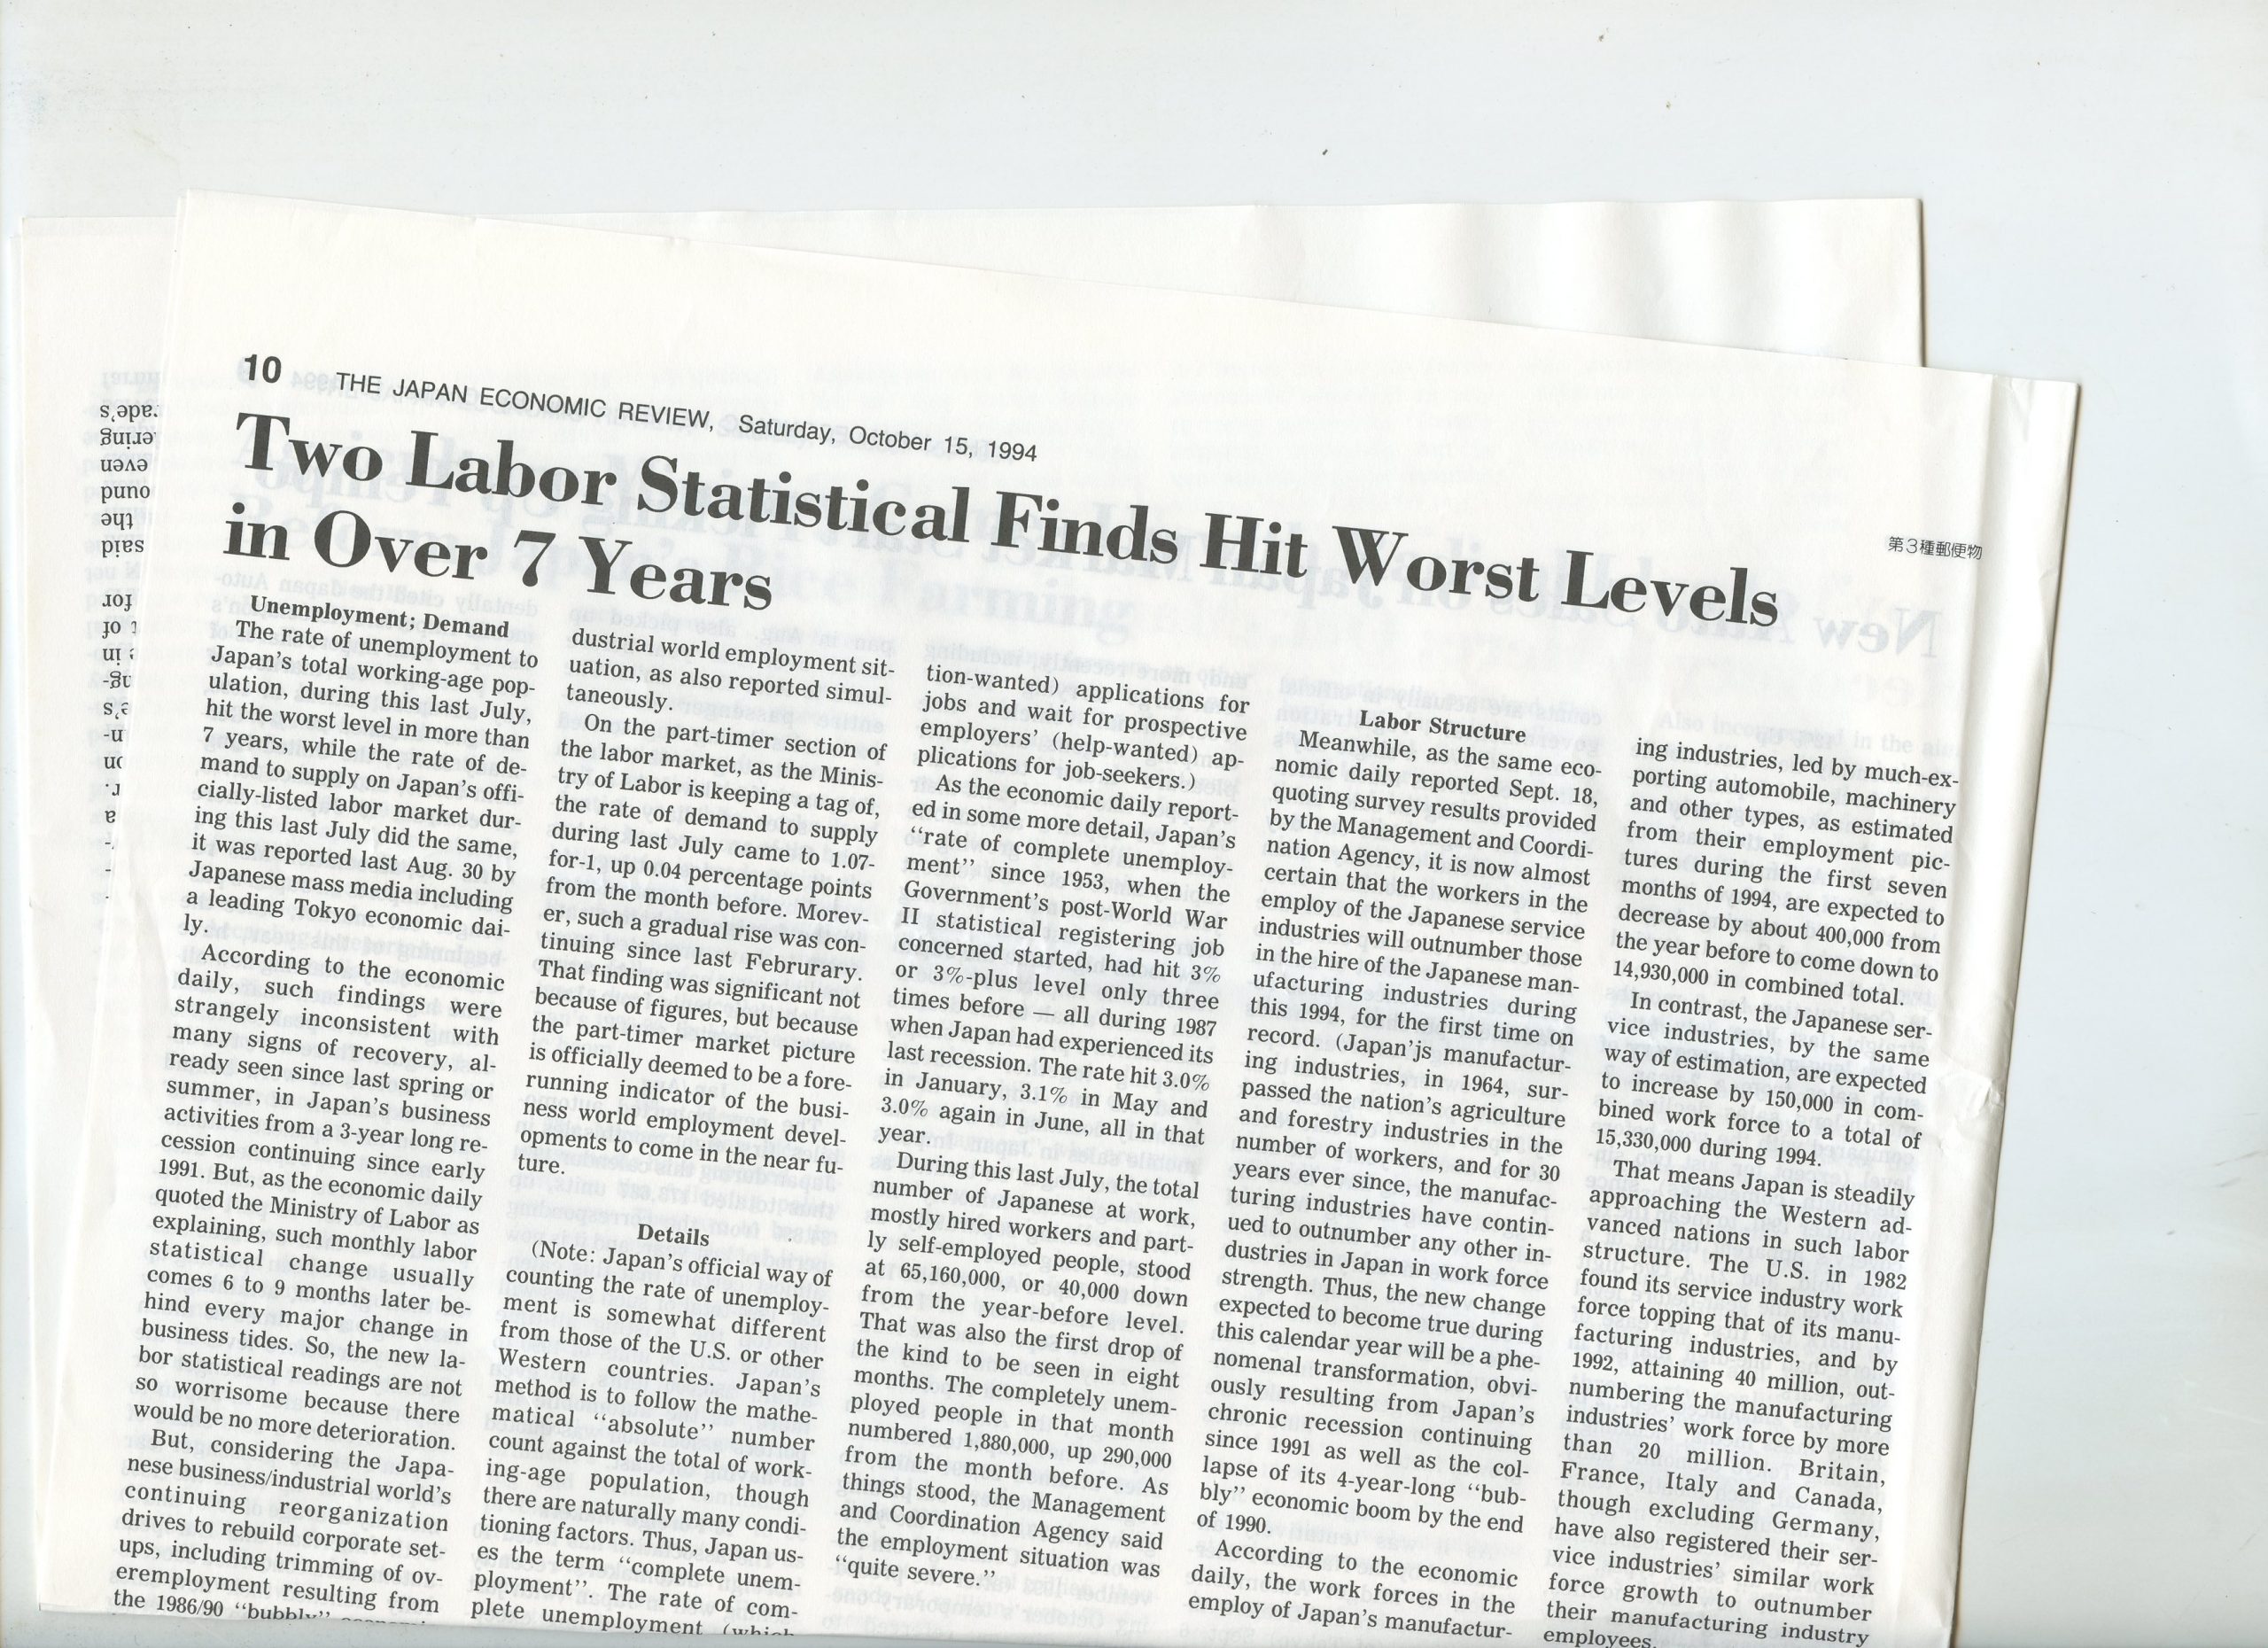 10 THE JAPAN ECONOMIC REVIEW, Saturday, October 15, 1994
第3種郵便物
Two Labor Statistical Finds Hit Worst Levels
in Over 7 Years
Unemployment; Demand
The rate of unemployment to
Japan's total working-age pop-
ulation, during this last July,
hit the worst level in more than
7 years, while the rate of de-
mand to supply on Japan's offi-
cially-listed labor market dur-
ing this last July did the same,
it was reported last Aug. 30 by
Japanese mass media including
a leading Tokyo economic dai-
ly.
According to the economic
daily, such findings were
strangely inconsistent with
many signs of recovery, al-
ready seen since last spring or
summer, in Japan's business
activities from a 3-year long re-
cession continuing since early
1991. But, as the economic daily
quoted the Ministry of Labor as
explaining, such monthly labor
statistical change usually
comes 6 to 9 months later be-
hind every major change in
business tides. So, the new la-
bor statistical readings are not
so worrisome because there
would be no more deterioration.
But, considering the Japa-
nese business/industrial world's
continuing reorganization
drives to rebuild corporate set-
ups, including trimming of ov-
eremployment resulting from
the 1986/90 "bubbly"
dustrial world employment sit-
uation, as also reported simul-
taneously.
On the part-timer section of
the labor market, as the Minis-
try of Labor is keeping a tag of,
the rate of demand to supply
during last July came to 1.07-
for-1, up 0.04 percentage points
from the month before. Morev-
er, such a gradual rise was con-
tinuing since last Februrary.
That finding was significant not
because of figures, but because
the part-timer market picture
is officially deemed to be a fore-
running indicator of the busi-
ness world employment devel-
opments to come in the near fu-
ture.
Details
(Note: Japan's official way of
counting the rate of unemploy-
ment is somewhat different
from those of the U.S. or other
Western countries. Japan's
method is to follow the mathe-
matical "absolute" number
count against the total of work-
ing-age population, though
there are naturally many condi-
tioning factors. Thus, Japan us-
es the term "complete unem-
ployment". The rate of com-
plete unemployment (which
tion-wanted) applications for
jobs and wait for prospective
employers' (help-wanted) ap-
plications for job-seekers.)
As the economic daily report-
ed in some more detail, Japan's
"rate of complete unemploy-
ment" since 1953, when the
Government's post-World War
II statistical registering job
concerned started, had hit 3%
or 3%-plus level only three
times before — all during 1987
when Japan had experienced its
last recession. The rate hit 3.0%
in January, 3.1% in May and
3.0% again in June, all in that
year.
During this last July, the total
number of Japanese at work,
mostly hired workers and part-
ly self-employed people, stood
at 65,160,000, or 40,000 down
from the year-before level.
That was also the first drop of
the kind to be seen in eight
months. The completely unem-
ployed people in that month
numbered 1,880,000, up 290,000
from the month before. As
things stood, the Management
and Coordination Agency said
the employment situation was
"quite severe."
Labor Structure
Meanwhile, as the same eco-
nomic daily reported Sept. 18,
quoting survey results provided
by the Management and Coordi-
nation Agency, it is now almost
certain that the workers in the
employ of the Japanese service
industries will outnumber those
in the hire of the Japanese man-
ufacturing industries during
this 1994, for the first time on
record. (Japan'js manufactur-
ing industries, in 1964, sur-
passed the nation's agriculture
and forestry industries in the
number of workers, and for 30
years ever since, the manufac-
turing industries have contin-
ued to outnumber any other in-
dustries in Japan in work force
strength. Thus, the new change
expected to become true during
this calendar year will be a phe-
nomenal transformation, obvi-
ously resulting from Japan's
chronic recession continuing
since 1991 as well as the col-
lapse of its 4-year-long "bub-
bly" economic boom by the end
of 1990.
According to the economic
daily, the work forces in the
employ of Japan's manufactur-
ing industries, led by much-ex-
porting automobile, machinery
and other types, as estimated
from their employment pic-
tures during the first seven
months of 1994, are expected to
decrease by about 400,000 from
the year before to come down to
14,930,000 in combined total.
In contrast, the Japanese ser-
vice industries, by the same
way of estimation, are expected
to increase by 150,000 in com-
bined work force to a total of
15,330,000 during 1994.
That means Japan is steadily
approaching the Western ad-
vanced nations in such labor
structure. The U.S. in 1982
found its service industry work
force topping that of its manu-
facturing industries, and by
1992, attaining 40 million, out-
numbering the manufacturing
industries' work force by more
than 20 million. Britain,
France, Italy and Canada,
though excluding Germany,
have also registered their ser-
vice industries' similar work
force growth to outnumber
their manufacturing industry
employees.